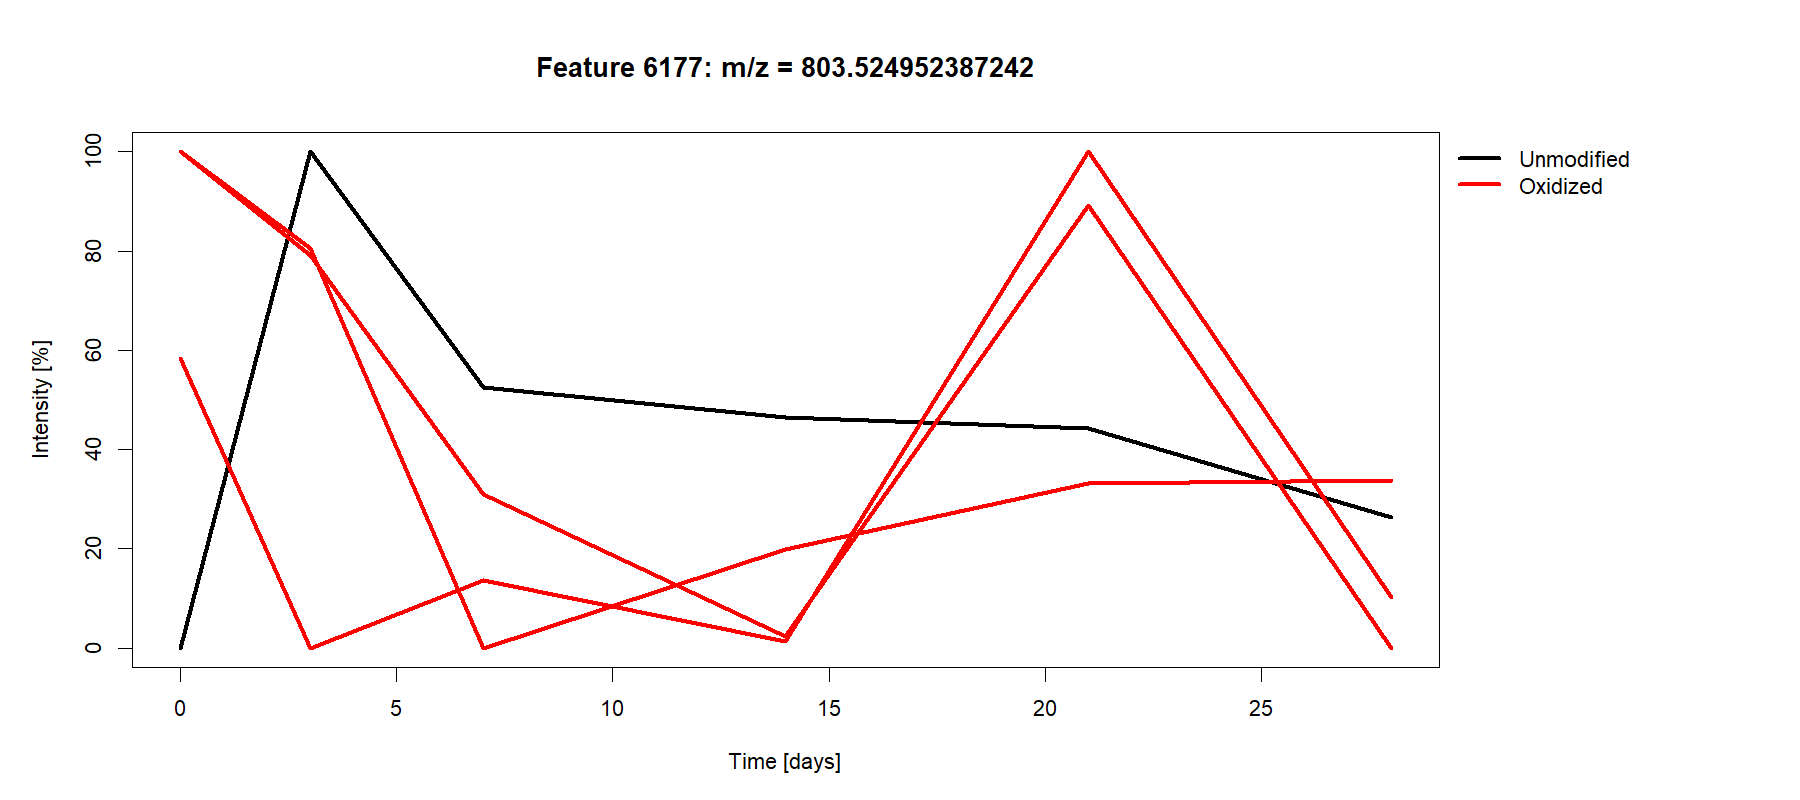 Feature 6177: m/z = 803.524952387242
Unmodified
Oxidized
Intensity [%]
100
80
60
40
20
0
0 5 10 15 20 25
Time [days]